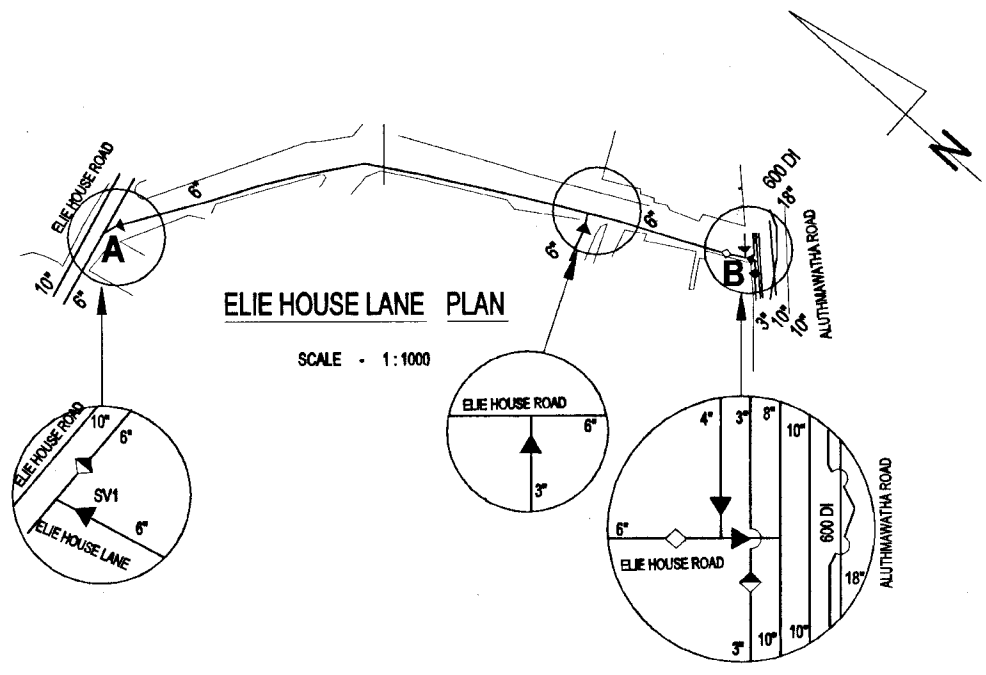 N
600 DI
18"
ELIE HOUSE ROAD
6"
6"
6"
A
B
10"
6"
3"
10"
10"
ALUTHMAWATHA ROAD
ELIE HOUSE LANE PLAN
SCALE - 1:1000
ELIE HOUSE ROAD
10"
6"
SV1
6"
ELIE HOUSE LANE
ELIE HOUSE ROAD
6"
3"
4"
3"
8"
10"
6"
ELIE HOUSE ROAD
600 DI
18"
3"
10"
10"
ALUTHMAWATHA ROAD